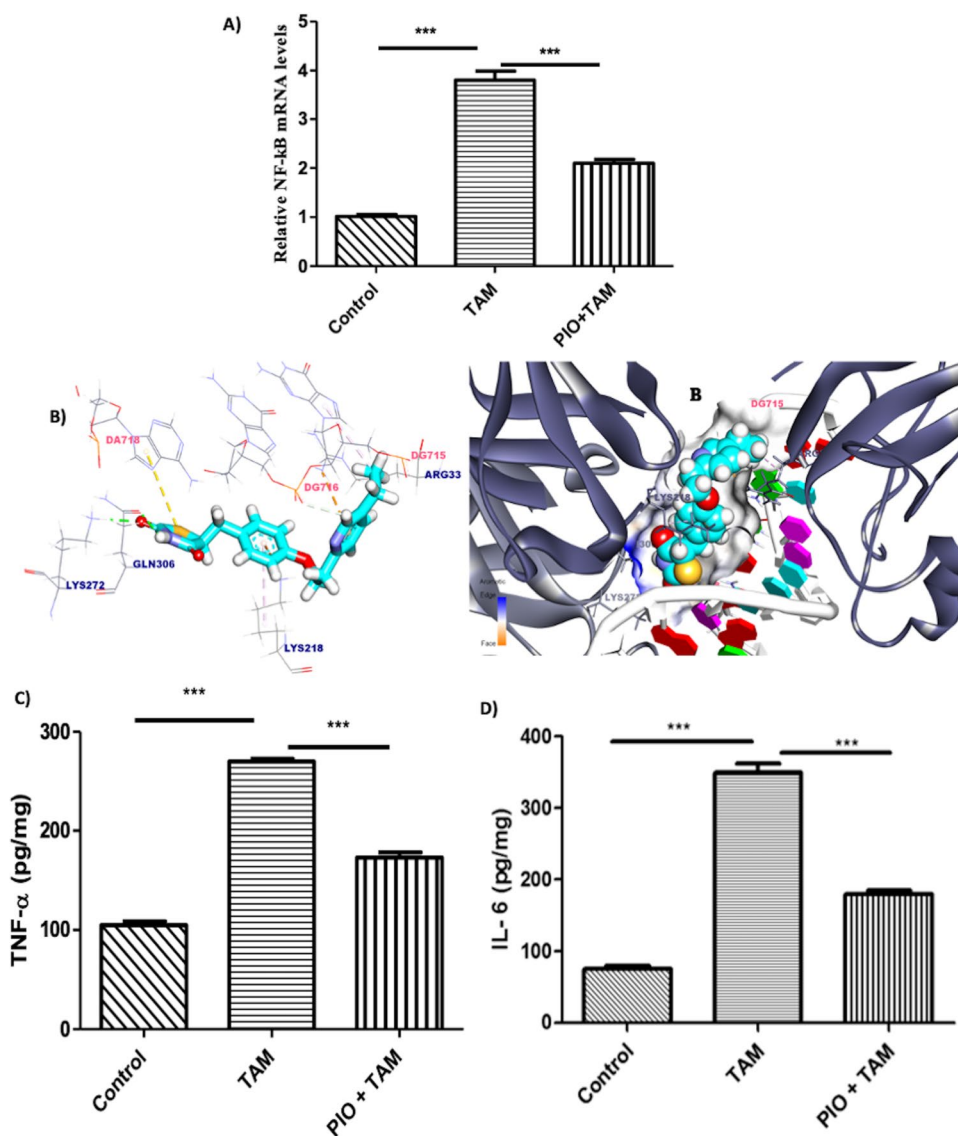 A)
***
***
Relative NF-kB mRNA levels
5
4
3
2
1
0
Control
TAM
PIO+TAM
B)
DA718
DG715
ARG33
DG716
GLN306
LYS272
LYS218
B
DG715
LYS218
LYS27
Aromatic
Edge
Face
C)
***
***
TNF-α (pg/mg)
300
200
100
0
Control
TAM
PIO + TAM
D)
***
***
IL- 6 (pg/mg)
400
300
200
100
0
Control
TAM
PIO + TAM